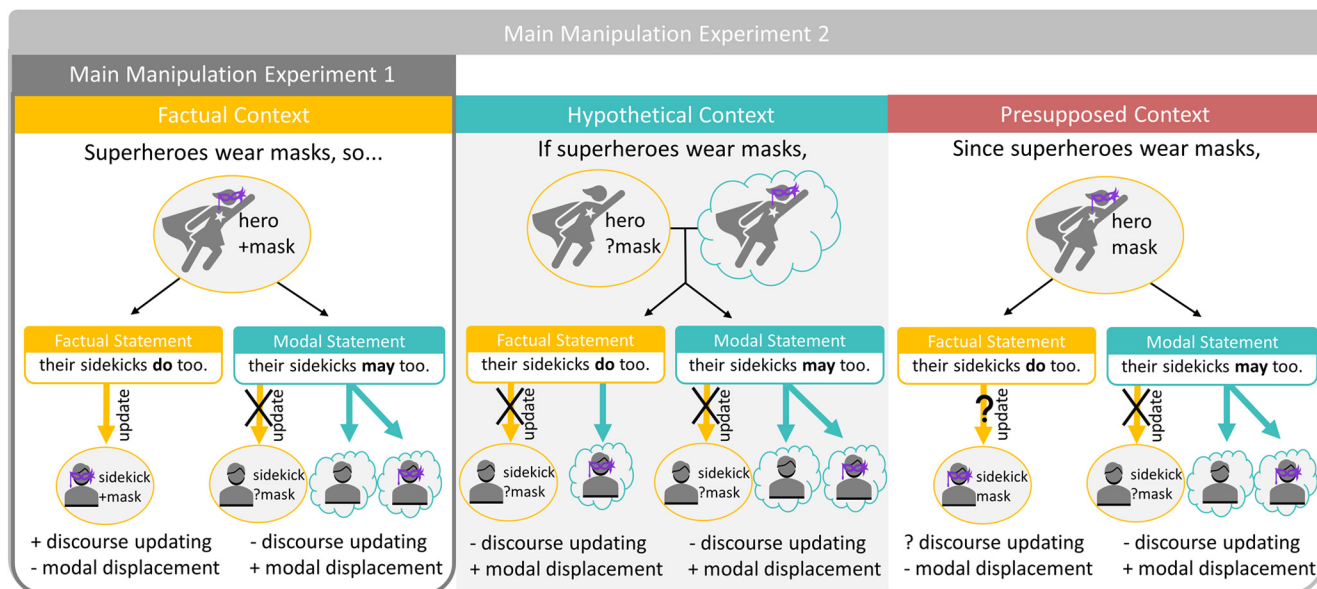 Main Manipulation Experiment 2
Main Manipulation Experiment 1
Factual Context
Superheroes wear masks, so...
hero
+mask
Factual Statement
their sidekicks do too.
Modal Statement
their sidekicks may too.
update
update
sidekick
+mask
sidekick
?mask
+ discourse updating
- modal displacement
- discourse updating
+ modal displacement
Hypothetical Context
If superheroes wear masks,
hero
?mask
Factual Statement
their sidekicks do too.
Modal Statement
their sidekicks may too.
update
update
sidekick
?mask
sidekick
?mask
- discourse updating
+ modal displacement
- discourse updating
+ modal displacement
Presupposed Context
Since superheroes wear masks,
hero
mask
Factual Statement
their sidekicks do too.
Modal Statement
their sidekicks may too.
?
update
update
sidekick
mask
sidekick
?mask
? discourse updating
- modal displacement
- discourse updating
+ modal displacement